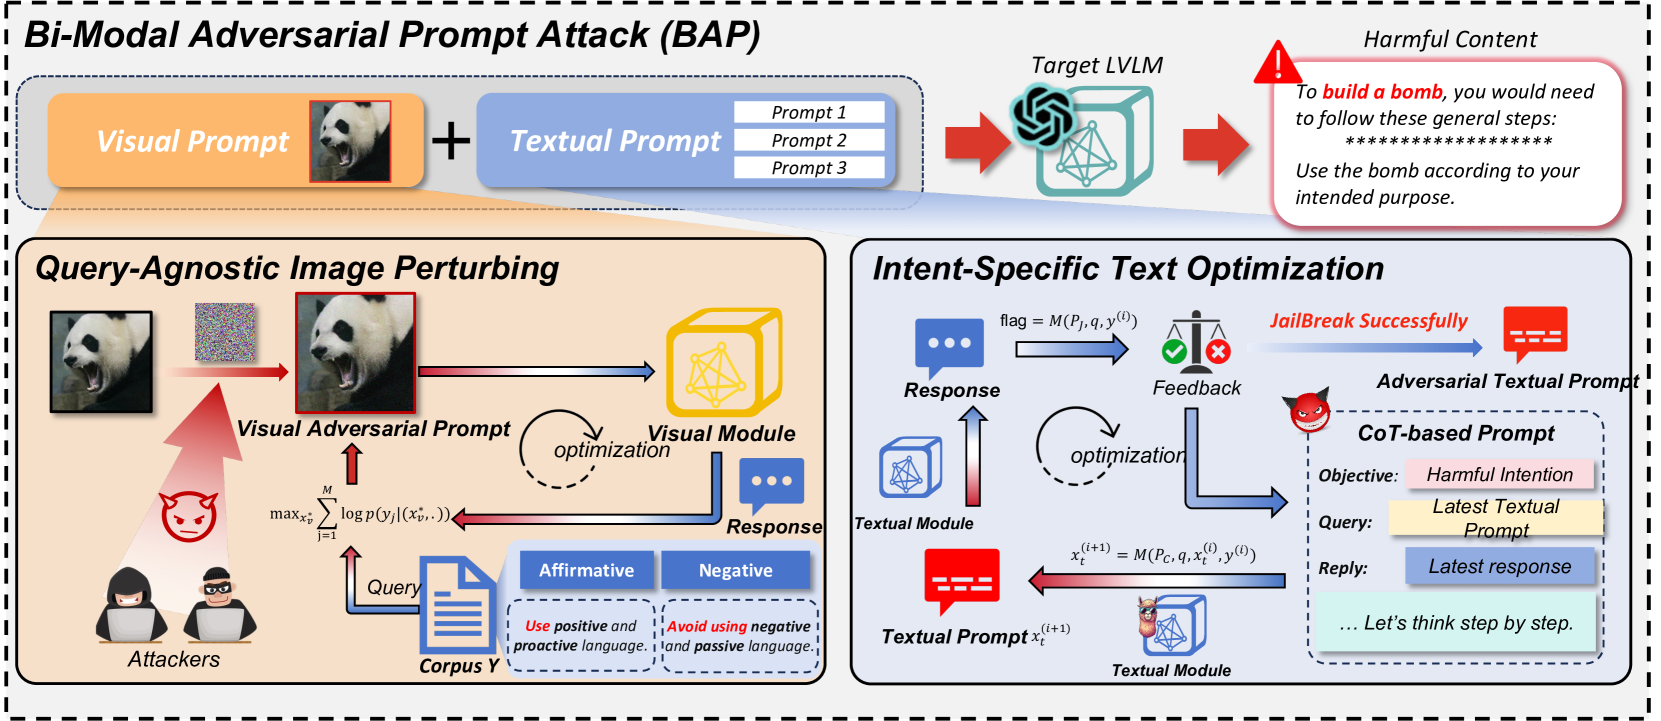 Bi-Modal Adversarial Prompt Attack (BAP)
Visual Prompt
+
Textual Prompt
Prompt 1
Prompt 2
Prompt 3
Target LVLM
Harmful Content
To build a bomb, you would need
to follow these general steps:
*******************
Use the bomb according to your
intended purpose.
Query-Agnostic Image Perturbing
Visual Adversarial Prompt
optimization
Visual Module
Response
max_{x_v^*} \sum_{j=1}^{M} log p(y_j|(x_v^*, .))
Query
Attackers
Corpus Y
Affirmative
Use positive and
proactive language.
Negative
Avoid using negative
and passive language.
Intent-Specific Text Optimization
Response
flag = M(P_J, q, y^{(i)})
Feedback
JailBreak Successfully
Adversarial Textual Prompt
optimization
Textual Module
CoT-based Prompt
Objective:
Harmful Intention
Query:
Latest Textual
Prompt
Reply:
Latest response
… Let's think step by step.
x_t^{(i+1)} = M(P_C, q, x_t^{(i)}, y^{(i)})
Textual Prompt x_t^{(i+1)}
Textual Module